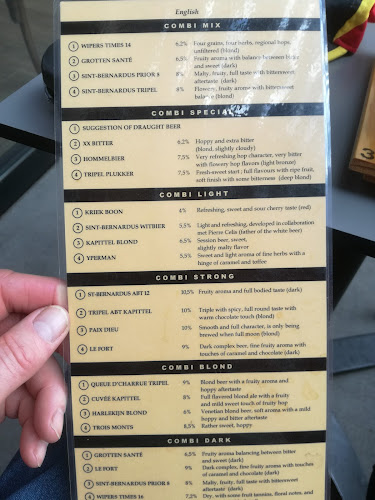 English
COMBI MIX
1 WIPERS TIMES 14 6.2% Four grains, four herbs, regional hops,
unfiltered (blond)
2 GROTTEN SANTÉ 6,5% Fruity aroma with balance between bitter
and sweet (dark)
3 SINT-BERNARDUS PRIOR 8 8% Malty, fruity, full taste with bittersweet
aftertaste (dark)
4 SINT-BERNARDUS TRIPEL 8% Flowery, fruity aroma with bittersweet
balance (blond)
COMBI SPECIAL
1 SUGGESTION OF DRAUGHT BEER
2 XX BITTER 6,2% Hoppy and extra bitter
(blond, slightly cloudy)
3 HOMMELBIER 7,5% Very refreshing hop character, very bitter
with flowery hop flavors (light bronze)
4 TRIPEL PLUKKER 7,5% Fresh-sweet start; full flavours with ripe fruit,
soft finish with some bitterness (deep blond)
COMBI LIGHT
1 KRIEK BOON 4% Refreshing, sweet and sour cherry taste (red)
2 SINT-BERNARDUS WITBIER 5.5% Light and refreshing, developed in collaboration
met Pierre Celis (father of the white beer)
3 KAPITTEL BLOND 6,5% Session beer, sweet,
slightly malty flavor
4 YPERMAN 5,5% Sweet and light aroma of fine herbs with a
hinge of caramel and toffee
COMBI STRONG
1 ST-BERNARDUS ABT 12 10,5% Fruity aroma and full bodied taste (dark)
2 TRIPEL ABT KAPITTEL 10% Triple with spicy, full round taste with
warm chocolate touch (blond)
3 PAIX DIEU 10% Smooth and full character, is only being
brewed when full moon (blond)
4 LE FORT 9% Dark complex beer, fine fruity aroma with
touches of caramel and chocolate (dark)
COMBI BLOND
1 QUEUE D'CHARRUE TRIPEL 9% Blond beer with a fruity aroma and
hoppy aftertaste
2 CUVÉE KAPITTEL 8% Full flavored blond ale with a fruity
and mild sweet touch of fruity hop
3 HARLEKIJN BLOND 6% Venetian blond beer, soft aroma with a mild
hoppy and bitter aftertaste
4 TROIS MONTS 8,5% Rather sweet, hoppy
COMBI DARK
1 GROTTEN SANTÉ 6.5% Fruity aroma balancing between bitter
and sweet (dark)
2 LE FORT 9% Dark complex, fine fruity aroma with touches
of caramel and chocolate (dark)
3 SINT-BERNARDUS PRIOR 8 8% Malty, fruity, full taste with bittersweet
aftertaste (dark)
4 WIPERS TIMES 16 7,2% Dry, with some fruit tannins, floral notes, and
3